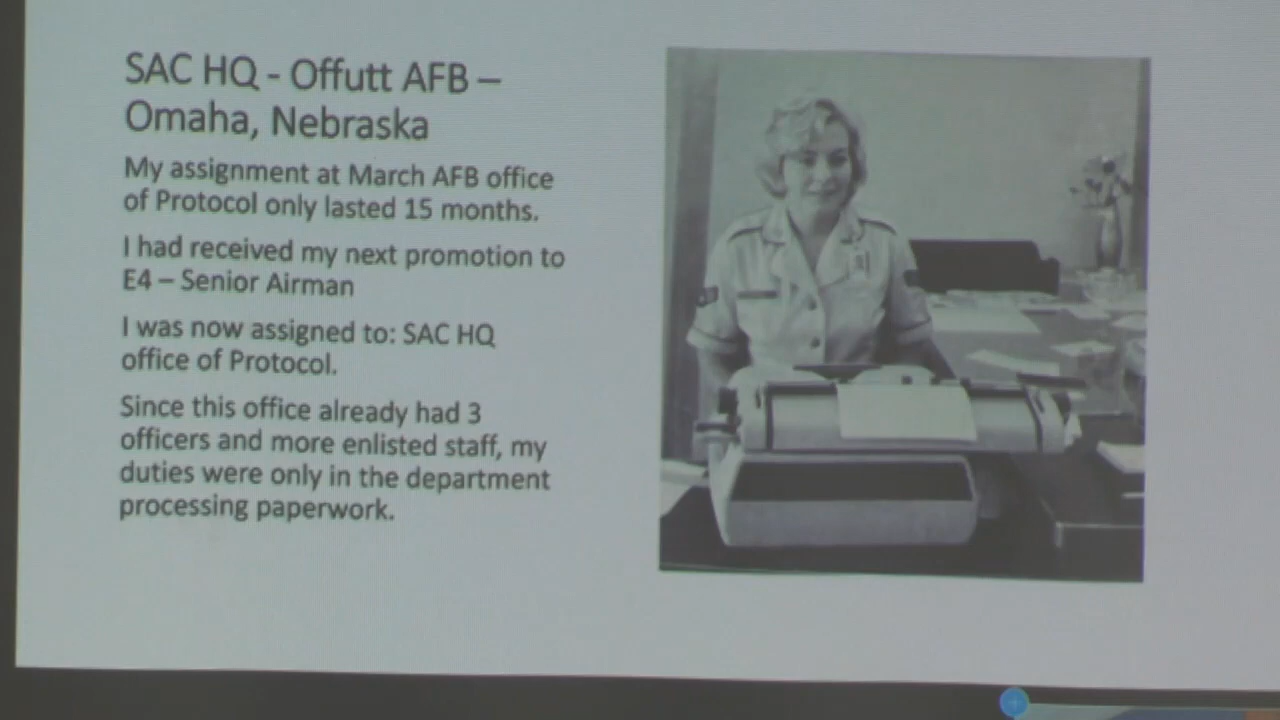 SAC HQ - Offutt AFB –
Omaha, Nebraska
My assignment at March AFB office
of Protocol only lasted 15 months.
I had received my next promotion to
E4 – Senior Airman
I was now assigned to: SAC HQ
office of Protocol.
Since this office already had 3
officers and more enlisted staff, my
duties were only in the department
processing paperwork.